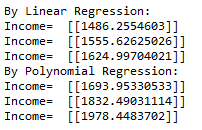 By Linear Regression:
Income=  [[1486.2554603]]
Income=  [[1555.62625026]]
Income=  [[1624.99704021]]
By Polynomial Regression:
Income=  [[1693.95330533]]
Income=  [[1832.49031114]]
Income=  [[1978.4483702]]